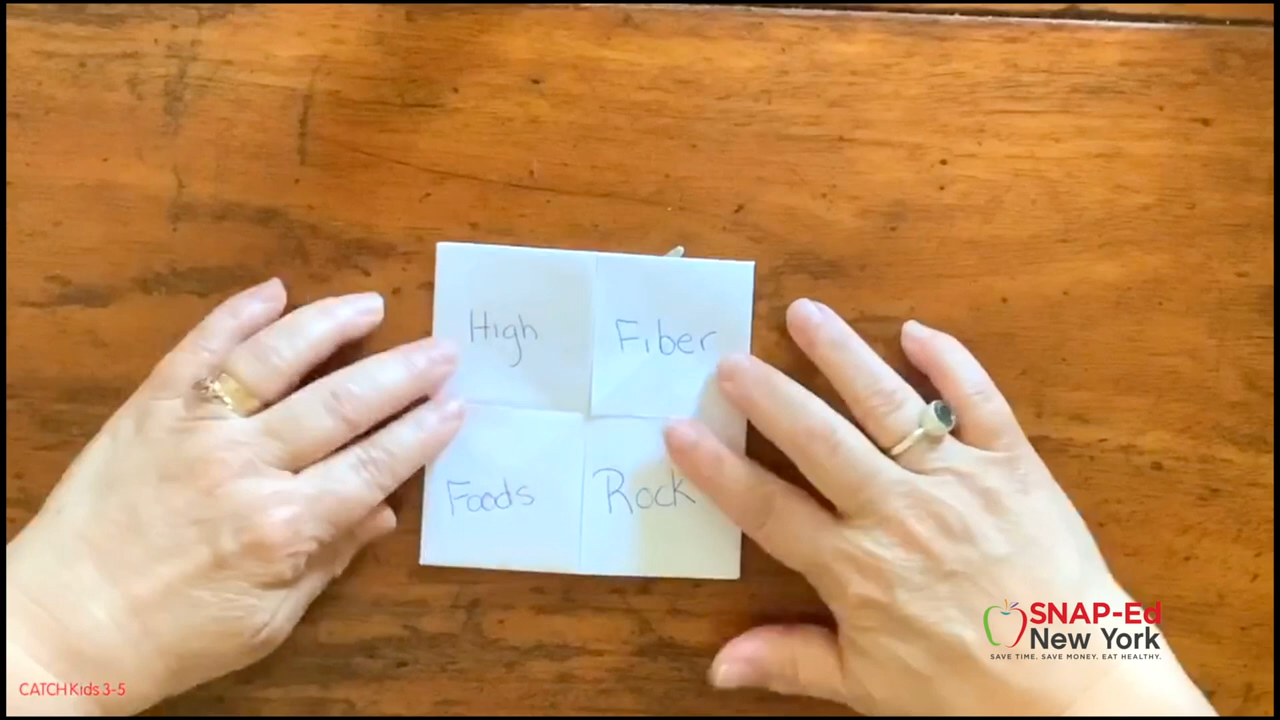 High Fiber
Foods Rock
SNAP-Ed
New York
SAVE TIME. SAVE MONEY. EAT HEALTHY.
CATCH Kids 3-5